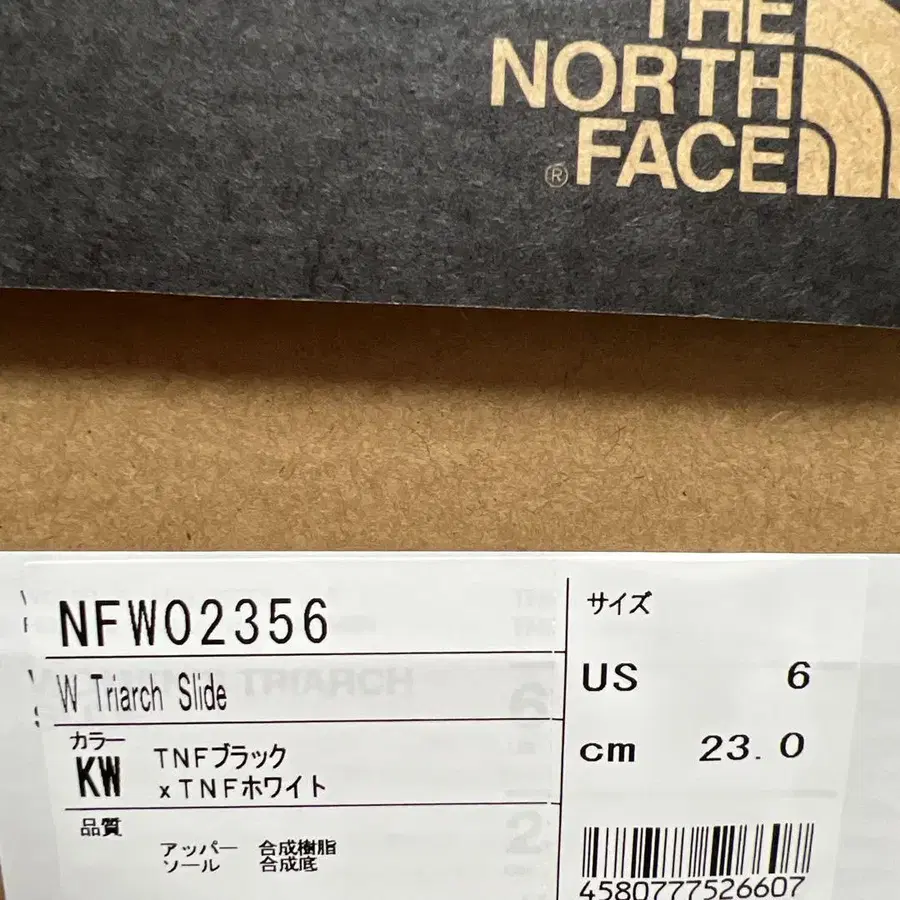 THE
NORTH
FACE
®
NFW02356
W Triarch Slide
カラー
KW
TNFブラック
xTNFホワイト
品質
アッパー 合成樹脂
ソール 合成底
サイズ
US 6
cm 23.0
4580777526607
TRIARCH